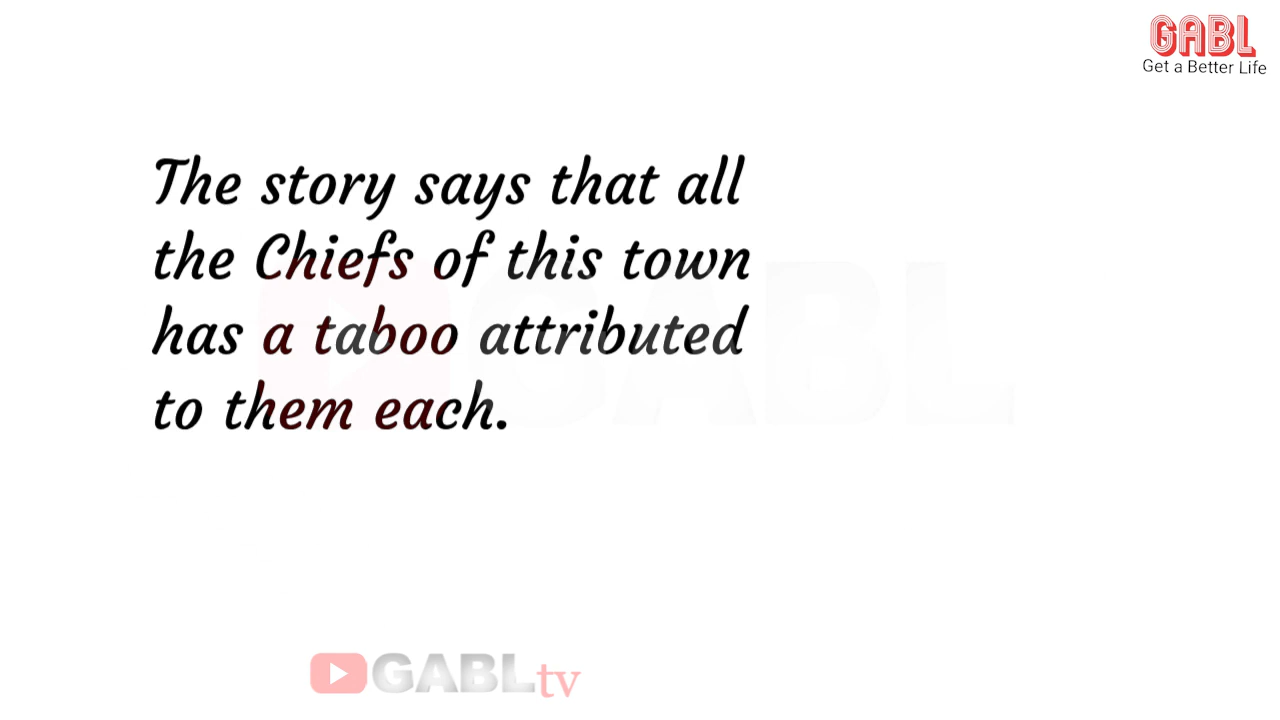 GABL
Get a Better Life
The story says that all
the Chiefs of this town
has a taboo attributed
to them each.
GABL
GABLtv